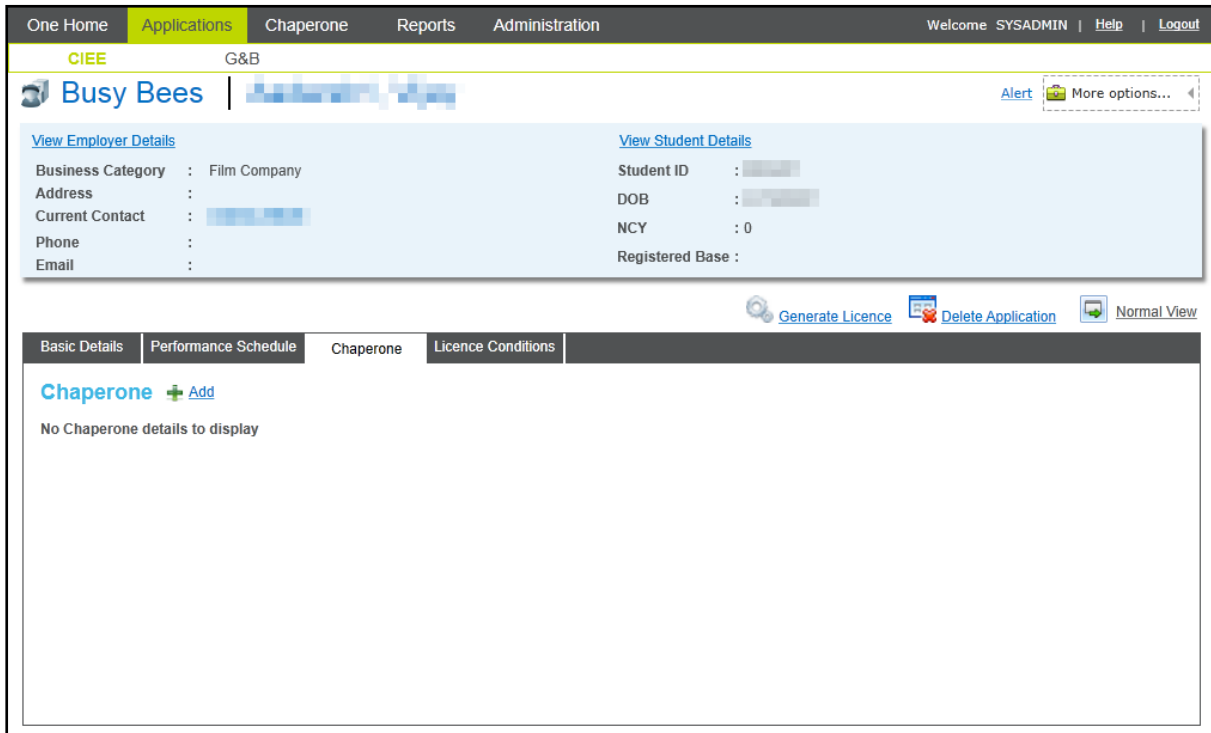 One Home Applications Chaperone Reports Administration Welcome SYSADMIN | Help | Logout
CIEE G&B
Busy Bees Alert More options...
View Employer Details View Student Details
Business Category : Film Company Student ID :
Address : DOB :
Current Contact : NCY : 0
Phone : Registered Base :
Email :
Generate Licence Delete Application Normal View
Basic Details Performance Schedule Chaperone Licence Conditions
Chaperone Add
No Chaperone details to display